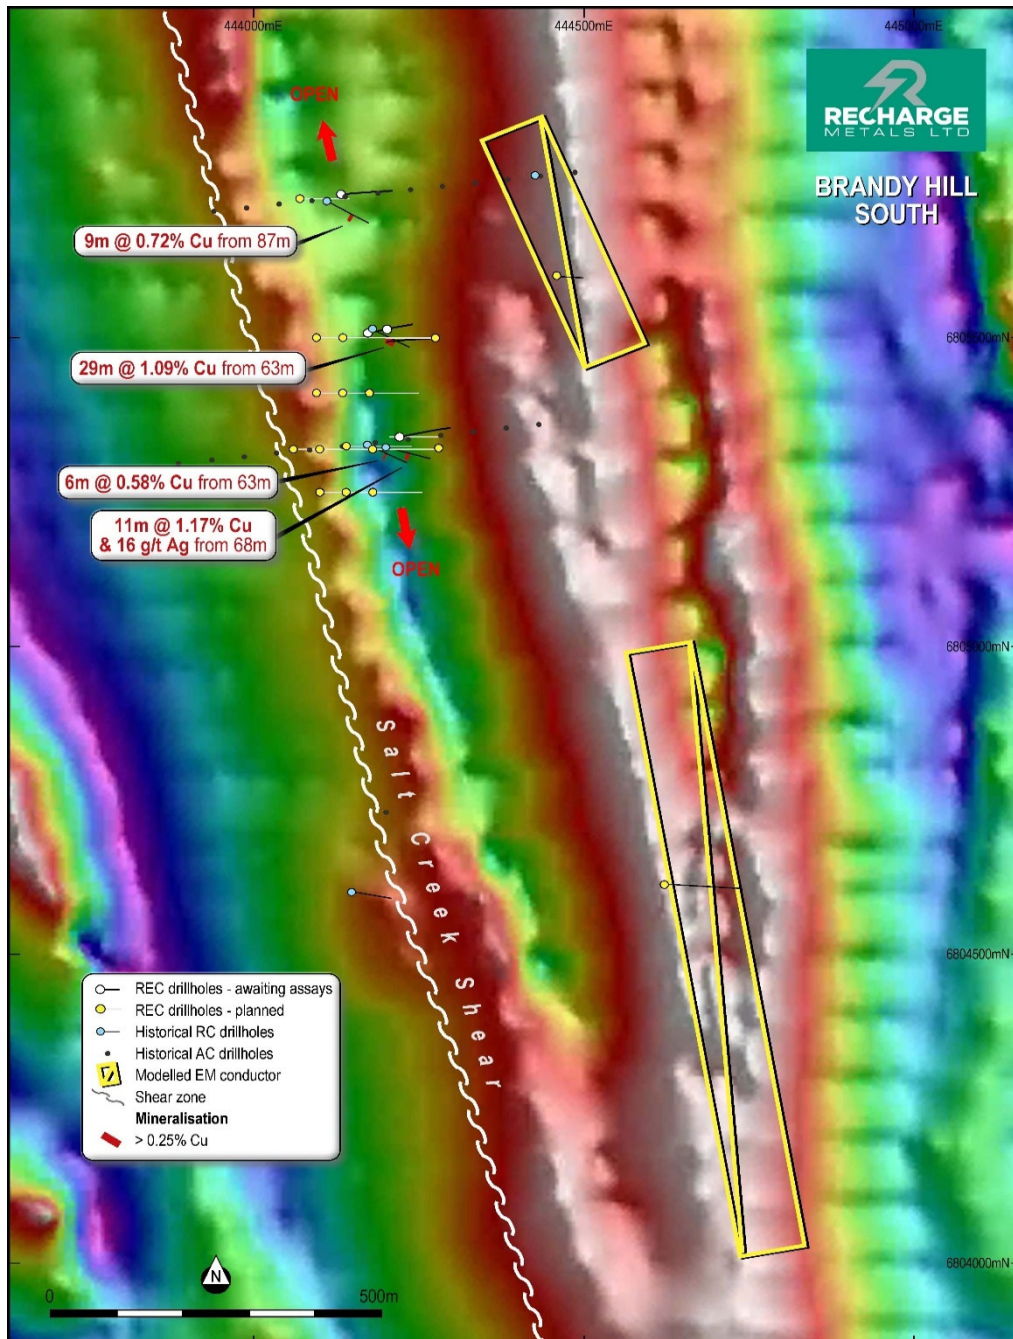 444000mE
444500mE
445000mE
RECHARGE
METALS LTD
BRANDY HILL
SOUTH
OPEN
9m @ 0.72% Cu from 87m
6805500mN
29m @ 1.09% Cu from 63m
6m @ 0.58% Cu from 63m
11m @ 1.17% Cu
& 16 g/t Ag from 68m
OPEN
6805000mN
Salt Creek Shear
6804500mN
REC drillholes - awaiting assays
REC drillholes - planned
Historical RC drillholes
Historical AC drillholes
Modelled EM conductor
Shear zone
Mineralisation
> 0.25% Cu
6804000mN
N
0
500m